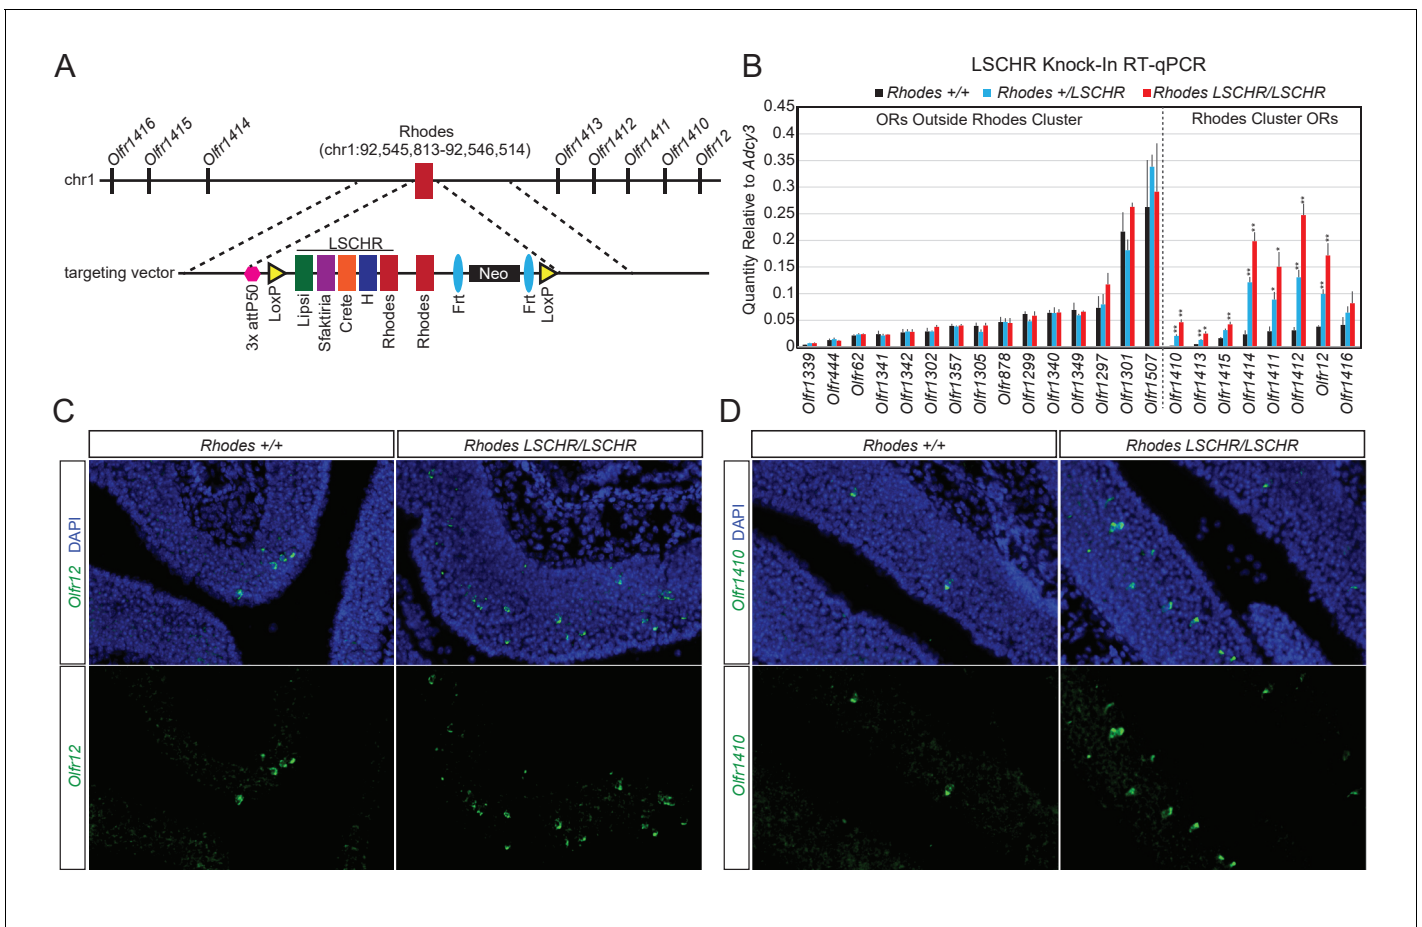 A
Olfr1416
Olfr1415
Olfr1414
Rhodes
(chr1:92,545,813-92,546,514)
Olfr1413
Olfr1412
Olfr1411
Olfr1410
Olfr12
chr1
LSCHR
targeting vector
Neo
3x attP50
LoxP
Lipsi
Sfaktiria
Crete
H
Rhodes
Rhodes
Frt
Frt
LoxP
B
LSCHR Knock-In RT-qPCR
Rhodes +/+ Rhodes +/LSCHR Rhodes LSCHR/LSCHR
ORs Outside Rhodes Cluster
Rhodes Cluster ORs
Quantity Relative to Adcy3
0.45
0.4
0.35
0.3
0.25
0.2
0.15
0.1
0.05
0
** ** ** * ** ** * * ** ** ** **
Olfr1339
Olfr444
Olfr62
Olfr1341
Olfr1342
Olfr1302
Olfr1357
Olfr1305
Olfr878
Olfr1299
Olfr1340
Olfr1349
Olfr1297
Olfr1301
Olfr1507
Olfr1410
Olfr1413
Olfr1415
Olfr1414
Olfr1411
Olfr1412
Olfr12
Olfr1416
C
Rhodes +/+
Rhodes LSCHR/LSCHR
Olfr12 DAPI
Olfr12
D
Rhodes +/+
Rhodes LSCHR/LSCHR
Olfr1410 DAPI
Olfr1410